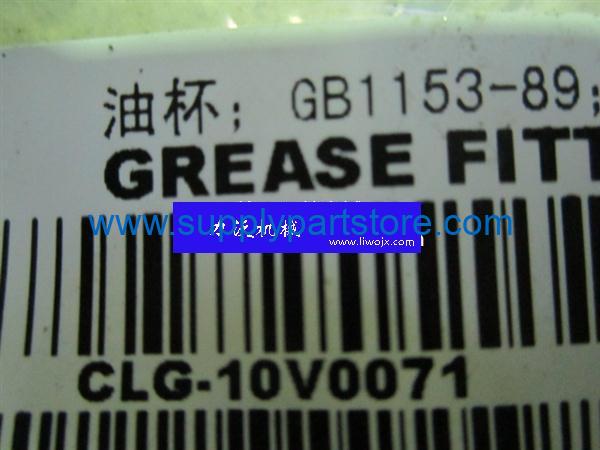 油杯; GB1153-89;
GREASE FITT
www.supplypartstore.com
www.liwojx.com
CLG-10V0071